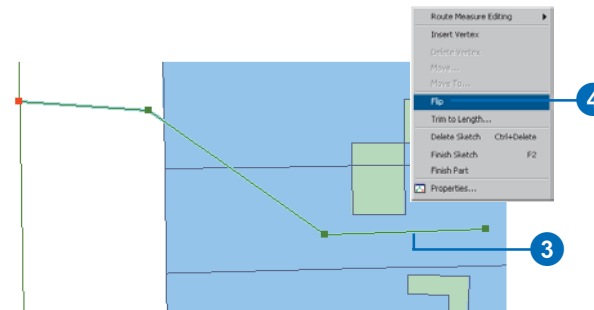 Route Measure Editing
Insert Vertex
Delete Vertex
Move...
Move To...
Flip
4
Trim to Length...
Delete Sketch Ctrl+Delete
Finish Sketch F2
Finish Part
Properties...
3